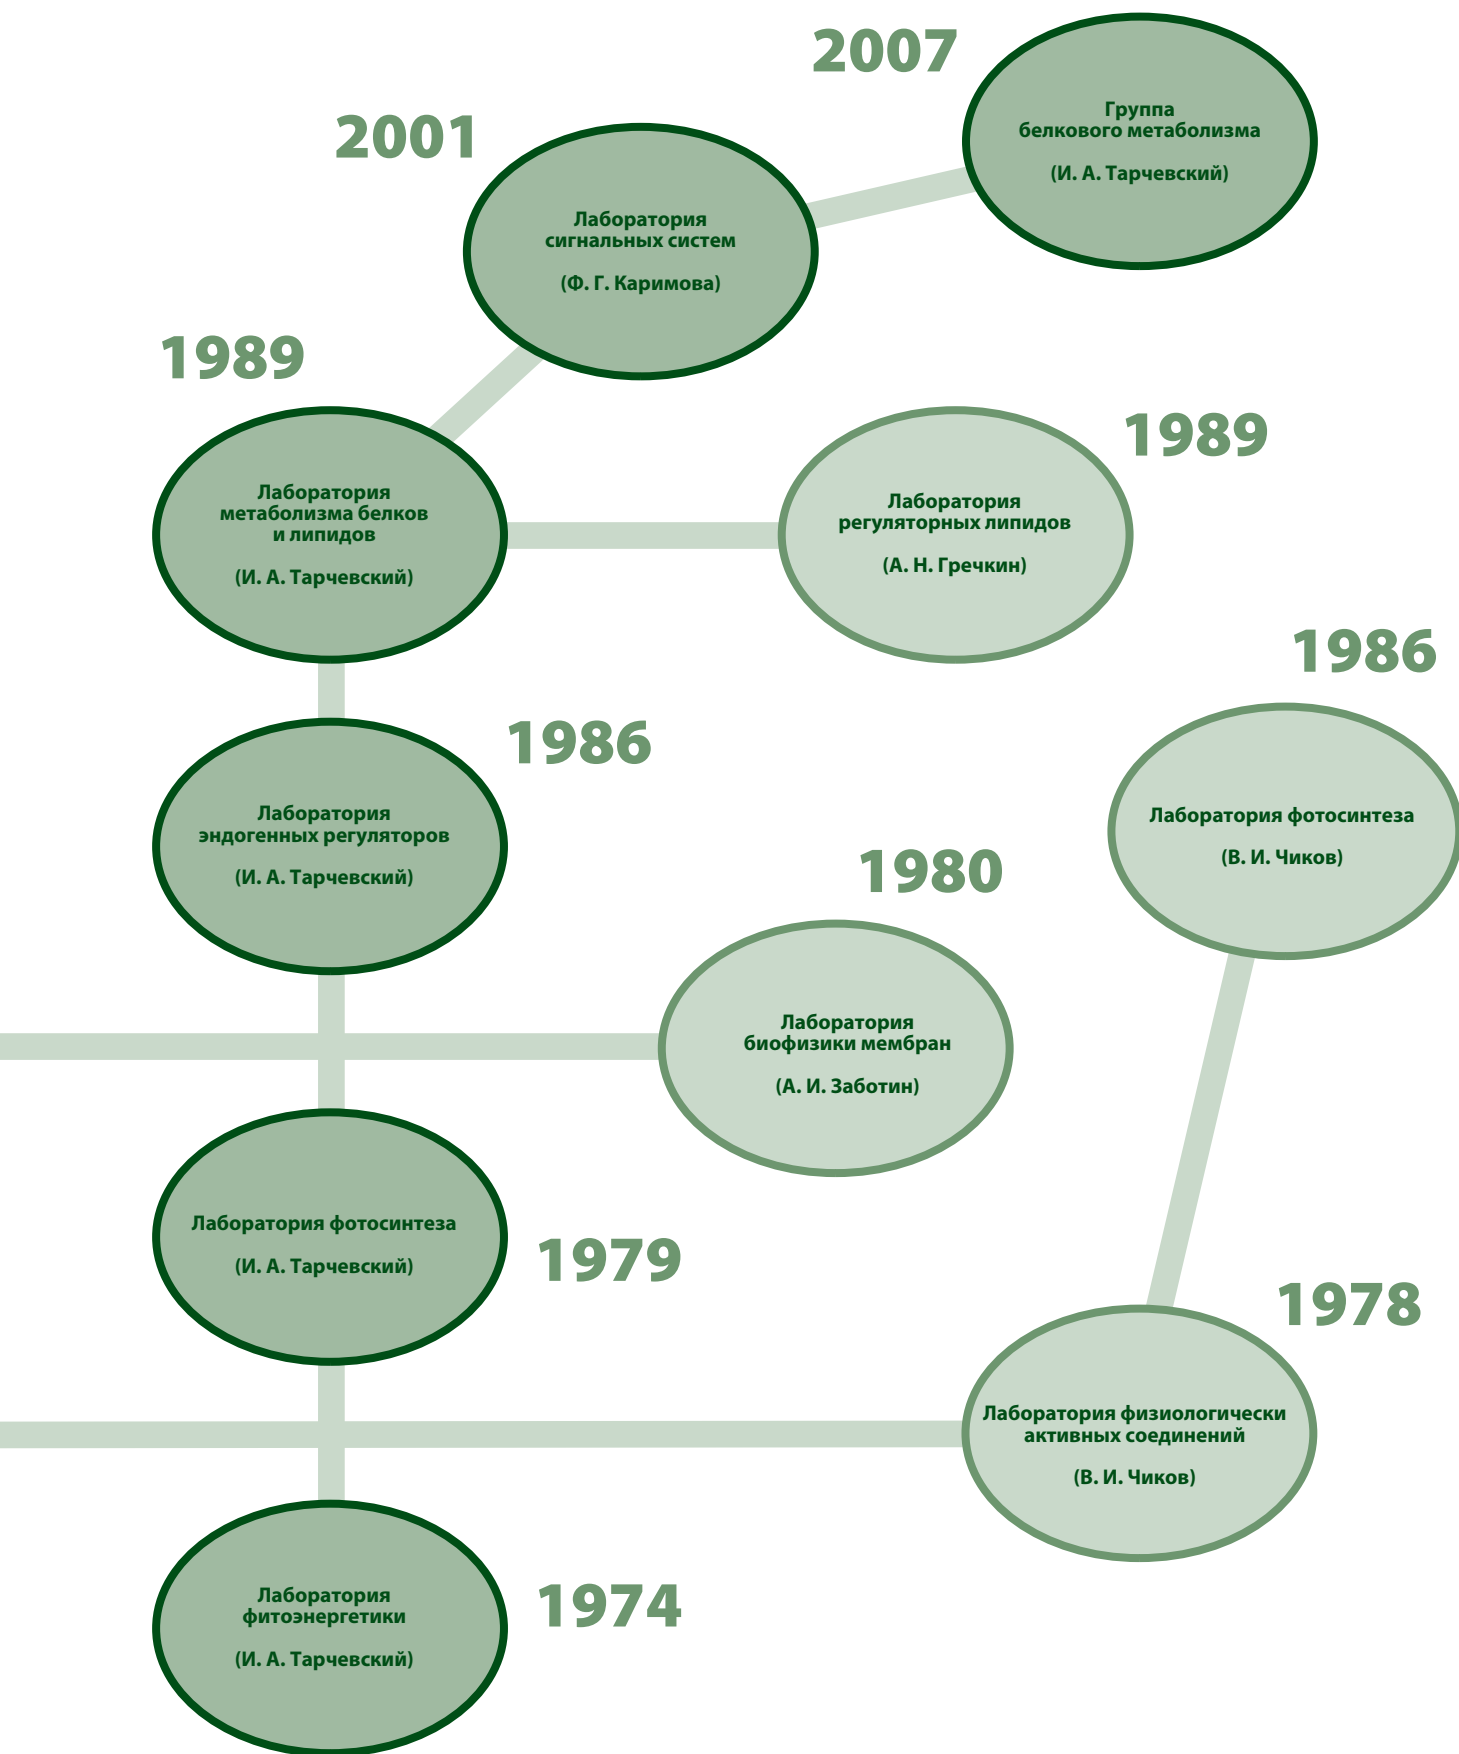 2007
Группа
белкового метаболизма
(И. А. Тарчевский)
2001
Лаборатория
сигнальных систем
(Ф. Г. Каримова)
1989
Лаборатория
метаболизма белков
и липидов
(И. А. Тарчевский)
1989
Лаборатория
регуляторных липидов
(А. Н. Гречкин)
1986
Лаборатория фотосинтеза
(В. И. Чиков)
1986
Лаборатория
эндогенных регуляторов
(И. А. Тарчевский)
1980
Лаборатория
биофизики мембран
(А. И. Заботин)
Лаборатория фотосинтеза
(И. А. Тарчевский)
1979
1978
Лаборатория физиологически
активных соединений
(В. И. Чиков)
Лаборатория
фитоэнергетики
(И. А. Тарчевский)
1974